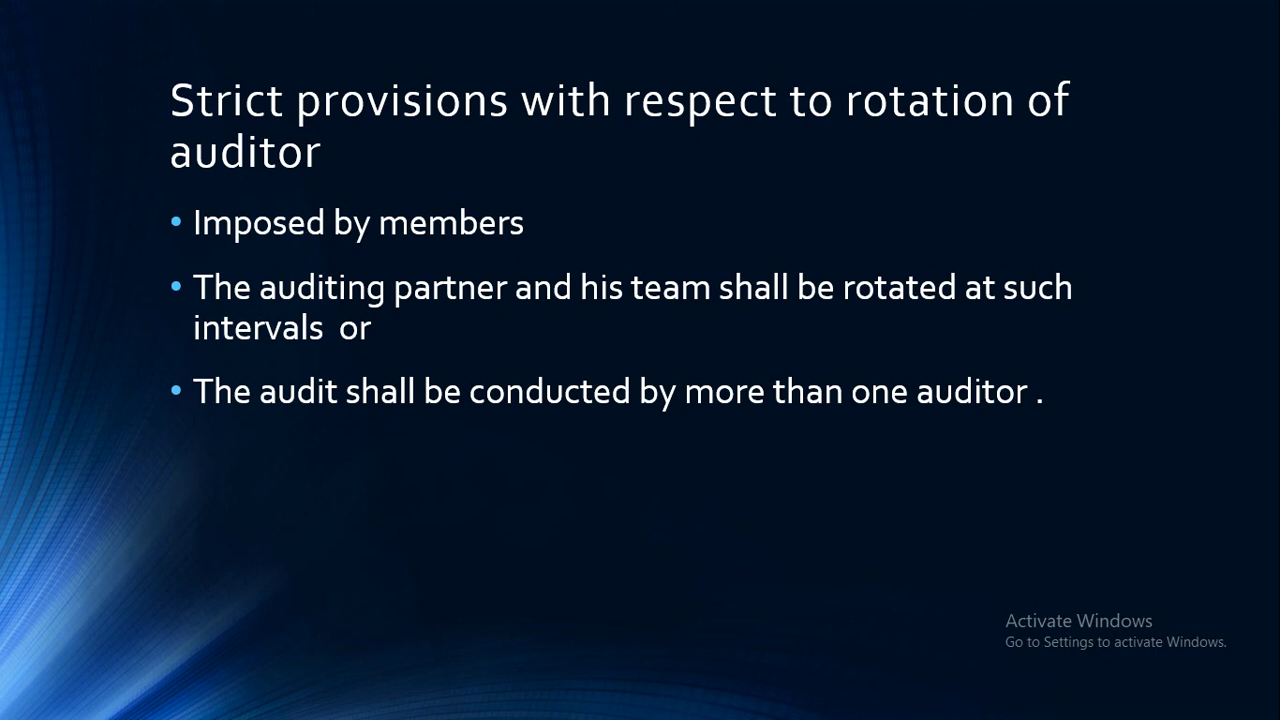 Strict provisions with respect to rotation of
auditor
• Imposed by members
• The auditing partner and his team shall be rotated at such
intervals  or
• The audit shall be conducted by more than one auditor .
Activate Windows
Go to Settings to activate Windows.